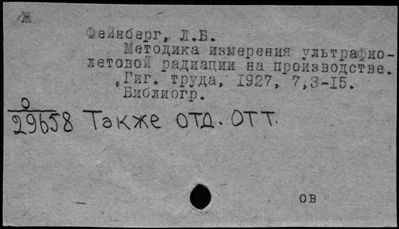 Ж
Фейнберг, Л.Б.
Методика измерения ультрафио-
летовой радиации на производстве.
Гиг. труда, 1927, 7,3-15.
Библиогр.
О
29658 Также отд. отт.
ов